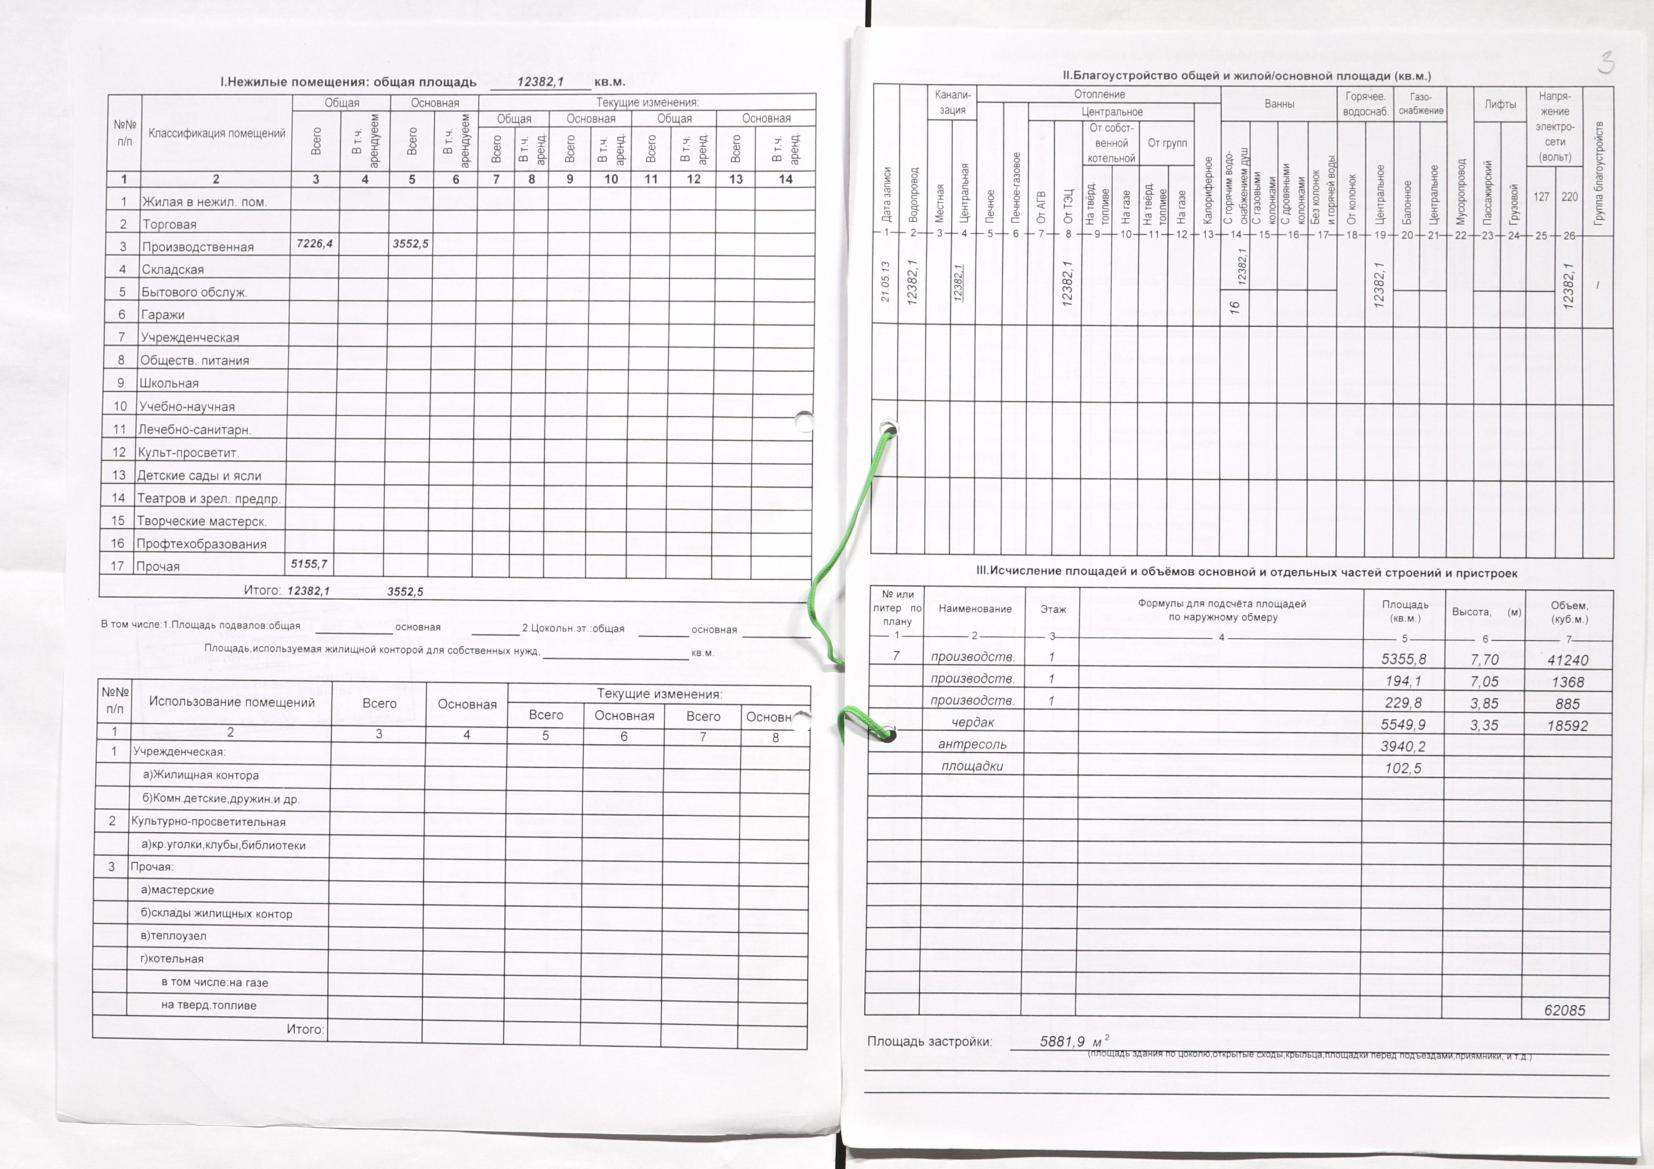 I.Нежилые помещения: общая площадь 12382,1 кв.м.
№№ п/п Классификация помещений Общая Основная Текущие изменения:
Общая Основная Общая Основная
Всего В т.ч. арендуеем Всего В т.ч. арендуеем Всего В т.ч. аренд. Всего В т.ч. аренд. Всего В т.ч. аренд. Всего В т.ч. аренд.
1 2 3 4 5 6 7 8 9 10 11 12 13 14
1 Жилая в нежил. пом.
2 Торговая
3 Производственная 7226,4 3552,5
4 Складская
5 Бытового обслуж.
6 Гаражи
7 Учрежденческая
8 Обществ. питания
9 Школьная
10 Учебно-научная
11 Лечебно-санитарн.
12 Культ-просветит.
13 Детские сады и ясли
14 Театров и зрел. предпр.
15 Творческие мастерск.
16 Профтехобразования
17 Прочая 5155,7
Итого: 12382,1 3552,5
В том числе:1.Площадь подвалов:общая основная 2.Цокольн.эт.:общая основная
Площадь,используемая жилищной конторой для собственных нужд, кв.м.
№№ п/п Использование помещений Всего Основная Текущие изменения:
Всего Основная Всего Основн
1 2 3 4 5 6 7 8
1 Учрежденческая:
а)Жилищная контора
б)Комн.детские,дружин.и др.
2 Культурно-просветительная
а)кр.уголки,клубы,библиотеки
3 Прочая:
а)мастерские
б)склады жилищных контор
в)теплоузел
г)котельная
в том числе:на газе
на тверд.топливе
Итого:
3
II.Благоустройство общей и жилой/основной площади (кв.м.)
Дата записи Водопровод Канали-зация Отопление Ванны Горячее. водоснаб. Газо-снабжение Мусоропровод Лифты Напря-жение электро-сети (вольт) Группа благоустройств
Местная Центральная Печное Печное-газовое Центральное Калориферное
От АГВ От ТЭЦ От собст-венной котельной От групп
На твёрд. топливе На газе На твёрд. топливе На газе
С горячим водо-снабжением душ С газовыми колонками С дровяными колонками Без колонок и горячей воды От колонок Центральное Балонное Центральное Пассажирский Грузовой 127 220
1 2 3 4 5 6 7 8 9 10 11 12 13 14 15 16 17 18 19 20 21 22 23 24 25 26
21.05.13 12382,1 12382,1 12382,1 12382,1 12382,1 12382,1 /
16
III.Исчисление площадей и объёмов основной и отдельных частей строений и пристроек
№ или литер по плану Наименование Этаж Формулы для подсчёта площадей по наружному обмеру Площадь (кв.м.) Высота, (м) Объем, (куб.м.)
1 2 3 4 5 6 7
7 производств. 1 5355,8 7,70 41240
производств. 1 194,1 7,05 1368
производств. 1 229,8 3,85 885
чердак 5549,9 3,35 18592
антресоль 3940,2
площадки 102,5
62085
Площадь застройки: 5881,9 м²
(площадь здания по цоколю,открытые сходы,крыльца,площадки перед подъездами,приямники, и т.д.)